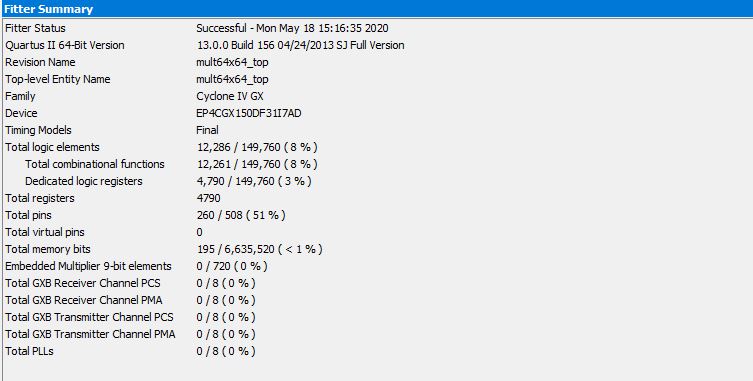 Fitter Summary
Fitter Status Successful - Mon May 18 15:16:35 2020
Quartus II 64-Bit Version 13.0.0 Build 156 04/24/2013 SJ Full Version
Revision Name mult64x64_top
Top-level Entity Name mult64x64_top
Family Cyclone IV GX
Device EP4CGX150DF31I7AD
Timing Models Final
Total logic elements 12,286 / 149,760 ( 8 % )
Total combinational functions 12,261 / 149,760 ( 8 % )
Dedicated logic registers 4,790 / 149,760 ( 3 % )
Total registers 4790
Total pins 260 / 508 ( 51 % )
Total virtual pins 0
Total memory bits 195 / 6,635,520 ( < 1 % )
Embedded Multiplier 9-bit elements 0 / 720 ( 0 % )
Total GXB Receiver Channel PCS 0 / 8 ( 0 % )
Total GXB Receiver Channel PMA 0 / 8 ( 0 % )
Total GXB Transmitter Channel PCS 0 / 8 ( 0 % )
Total GXB Transmitter Channel PMA 0 / 8 ( 0 % )
Total PLLs 0 / 8 ( 0 % )